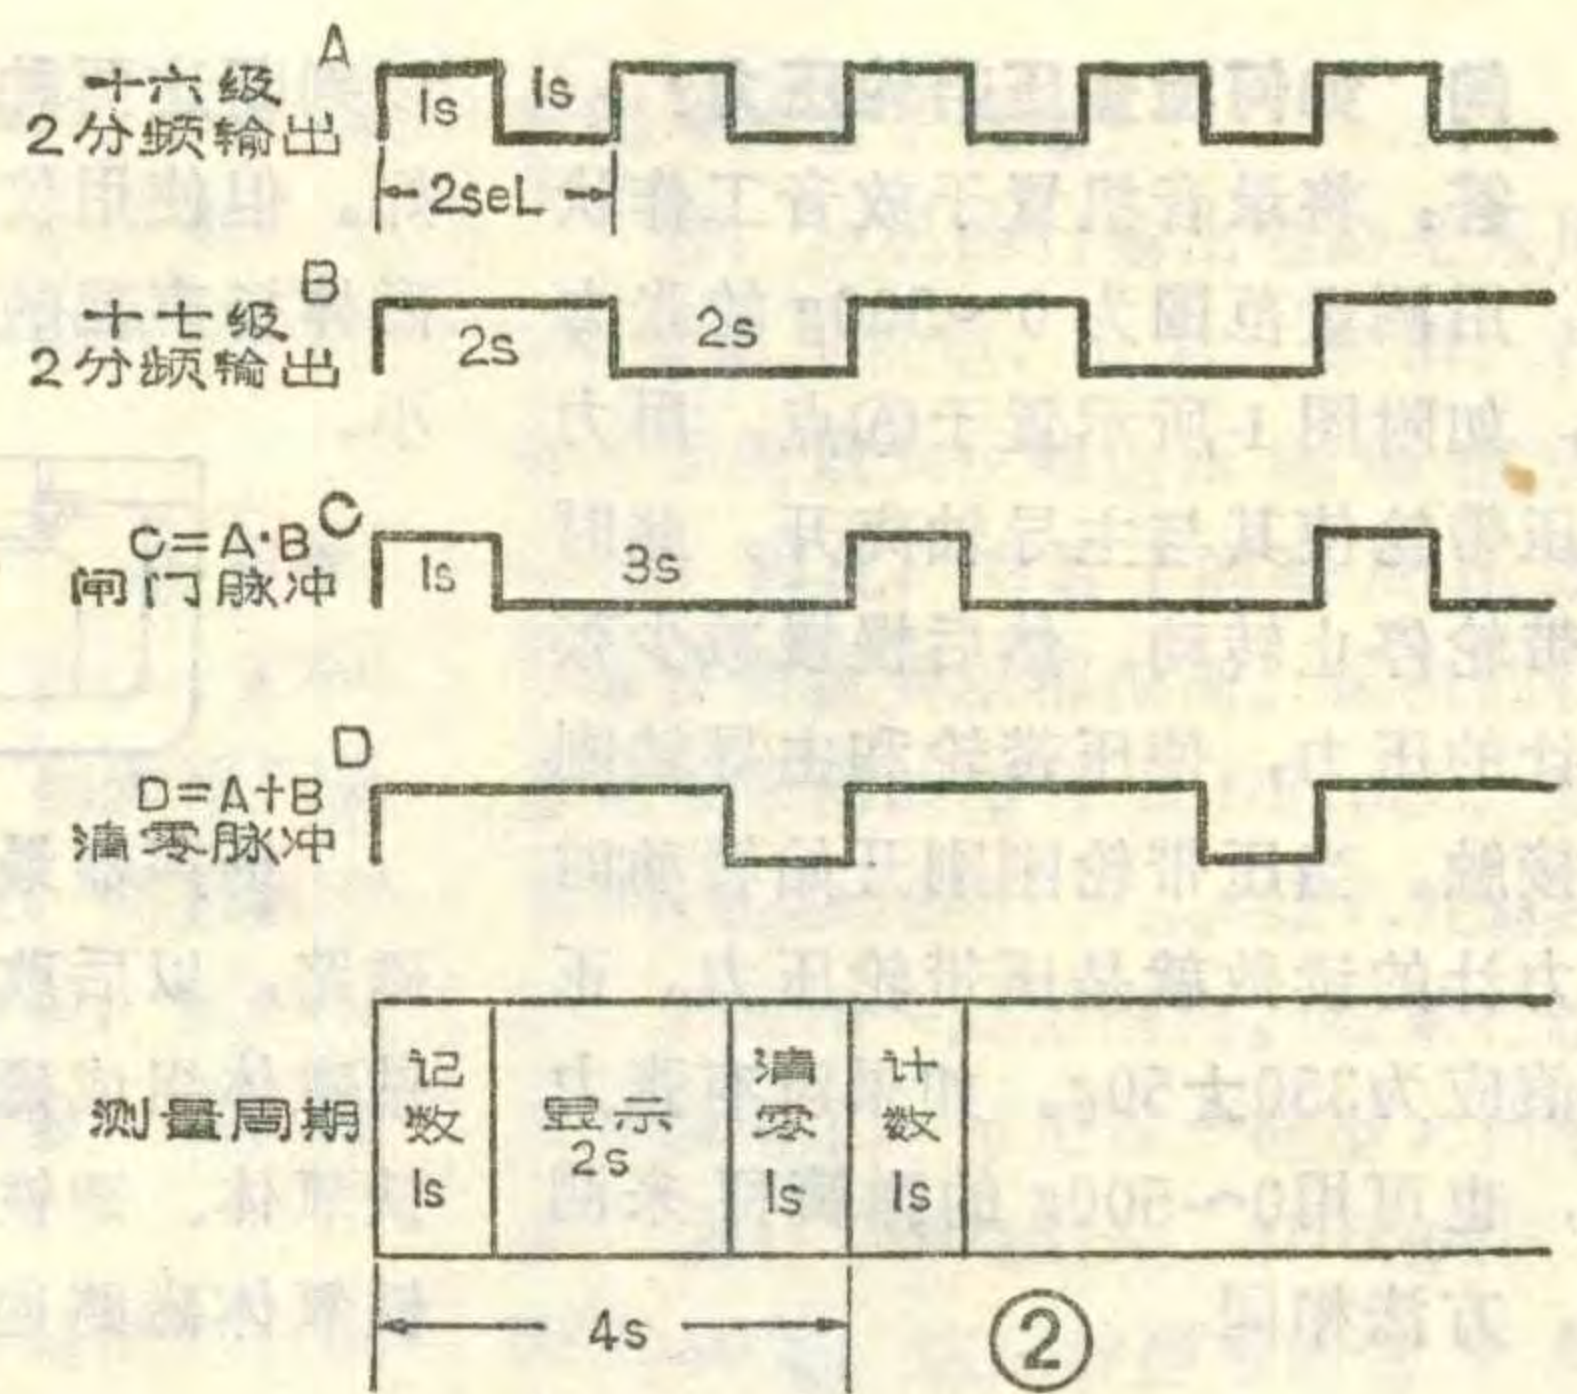 A
十六级
2分频输出
1s
1s
2seL
B
十七级
2分频输出
2s
2s
C
C=A·B
闸门脉冲
1s
3s
D
D=A+B
清零脉冲
测量周期
记数
1s
显示
2s
清零
1s
计数
1s
4s
②